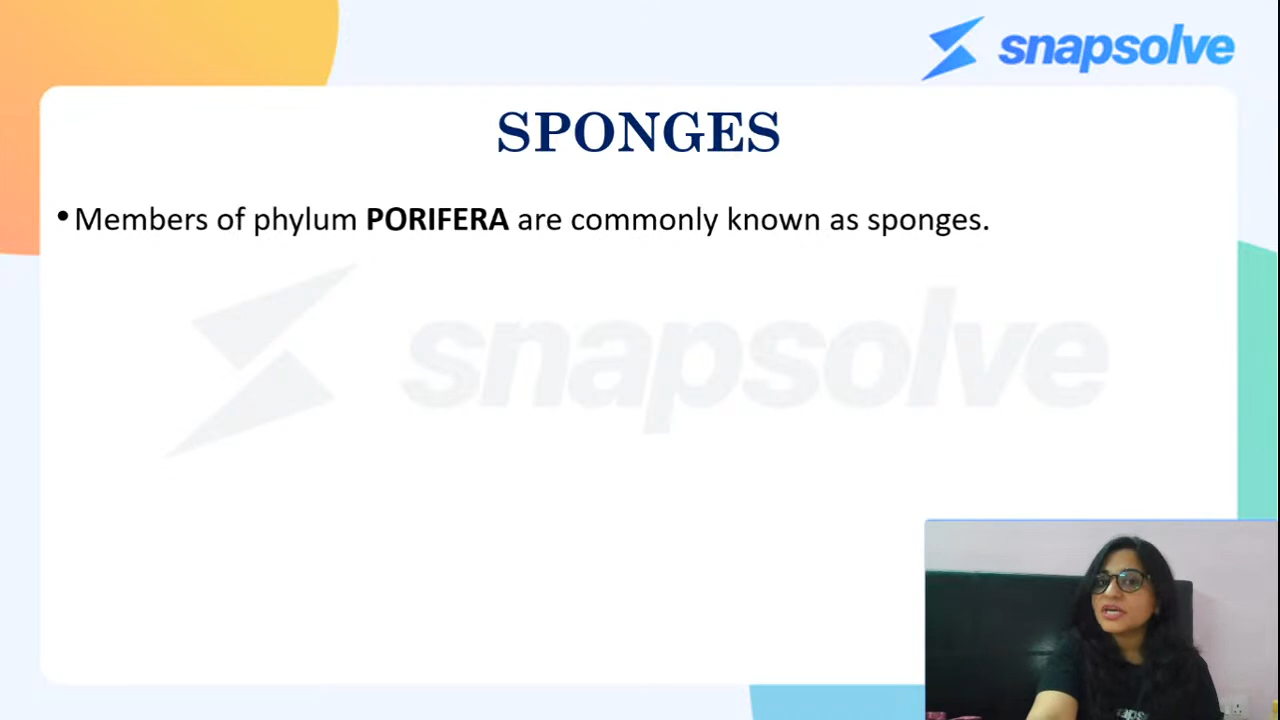 snapsolve
SPONGES
•Members of phylum PORIFERA are commonly known as sponges.
snapsolve